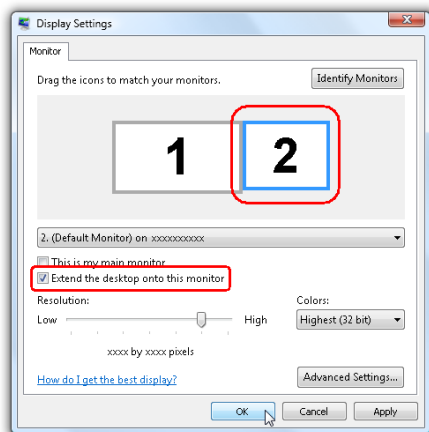 Display Settings
Monitor
Drag the icons to match your monitors.
Identify Monitors
1
2
2. (Default Monitor) on xxxxxxxxxx
This is my main monitor
Extend the desktop onto this monitor
Resolution:
Colors:
Low
High
Highest (32 bit)
xxxx by xxxx pixels
How do I get the best display?
Advanced Settings...
OK
Cancel
Apply